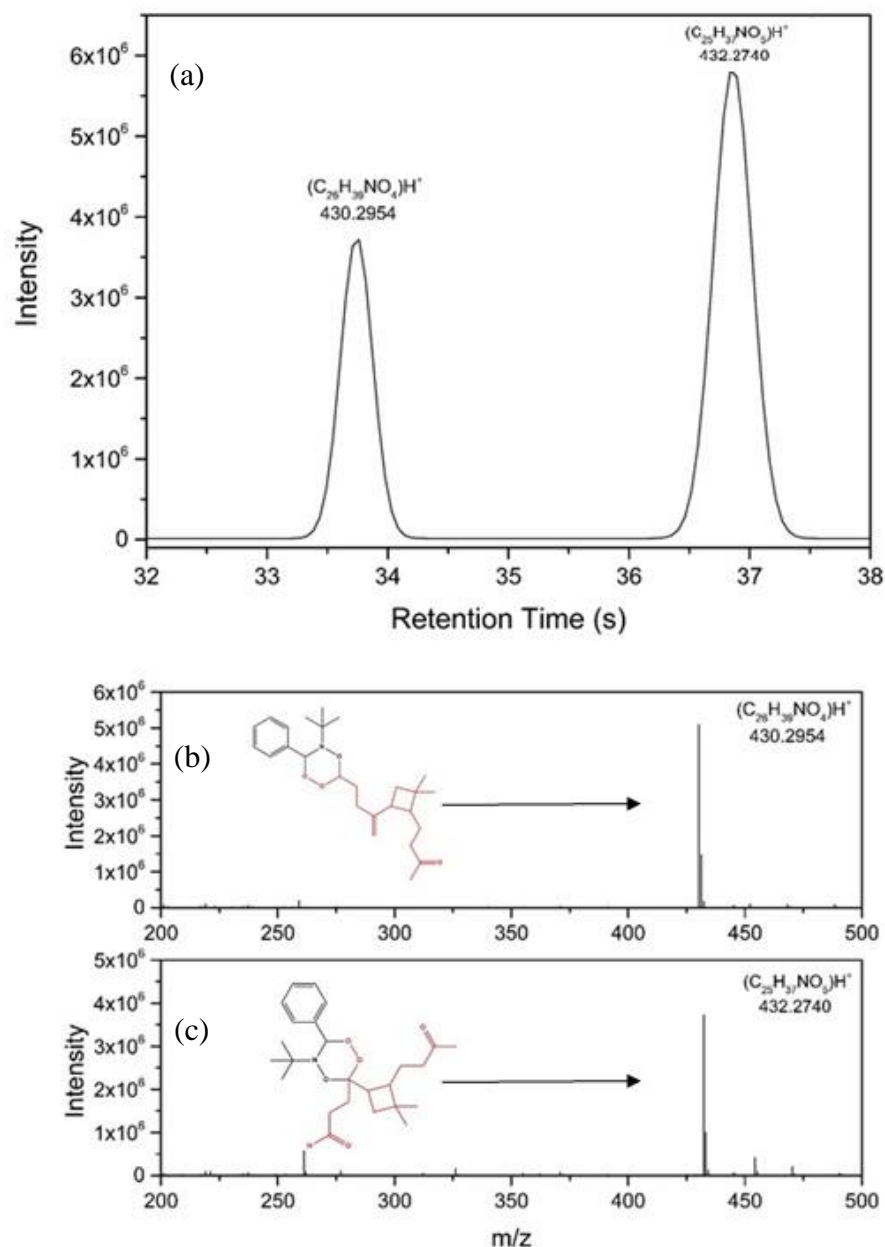 (a)
(C₂₆H₃₉NO₄)H⁺
430.2954
(C₂₅H₃₇NO₅)H⁺
432.2740
Intensity
6x10⁶
5x10⁶
4x10⁶
3x10⁶
2x10⁶
1x10⁶
0
32 33 34 35 36 37 38
Retention Time (s)
(b)
(C₂₆H₃₉NO₄)H⁺
430.2954
Intensity
6x10⁶
5x10⁶
4x10⁶
3x10⁶
2x10⁶
1x10⁶
0
200 250 300 350 400 450 500
(c)
(C₂₅H₃₇NO₅)H⁺
432.2740
Intensity
5x10⁶
4x10⁶
3x10⁶
2x10⁶
1x10⁶
0
200 250 300 350 400 450 500
m/z